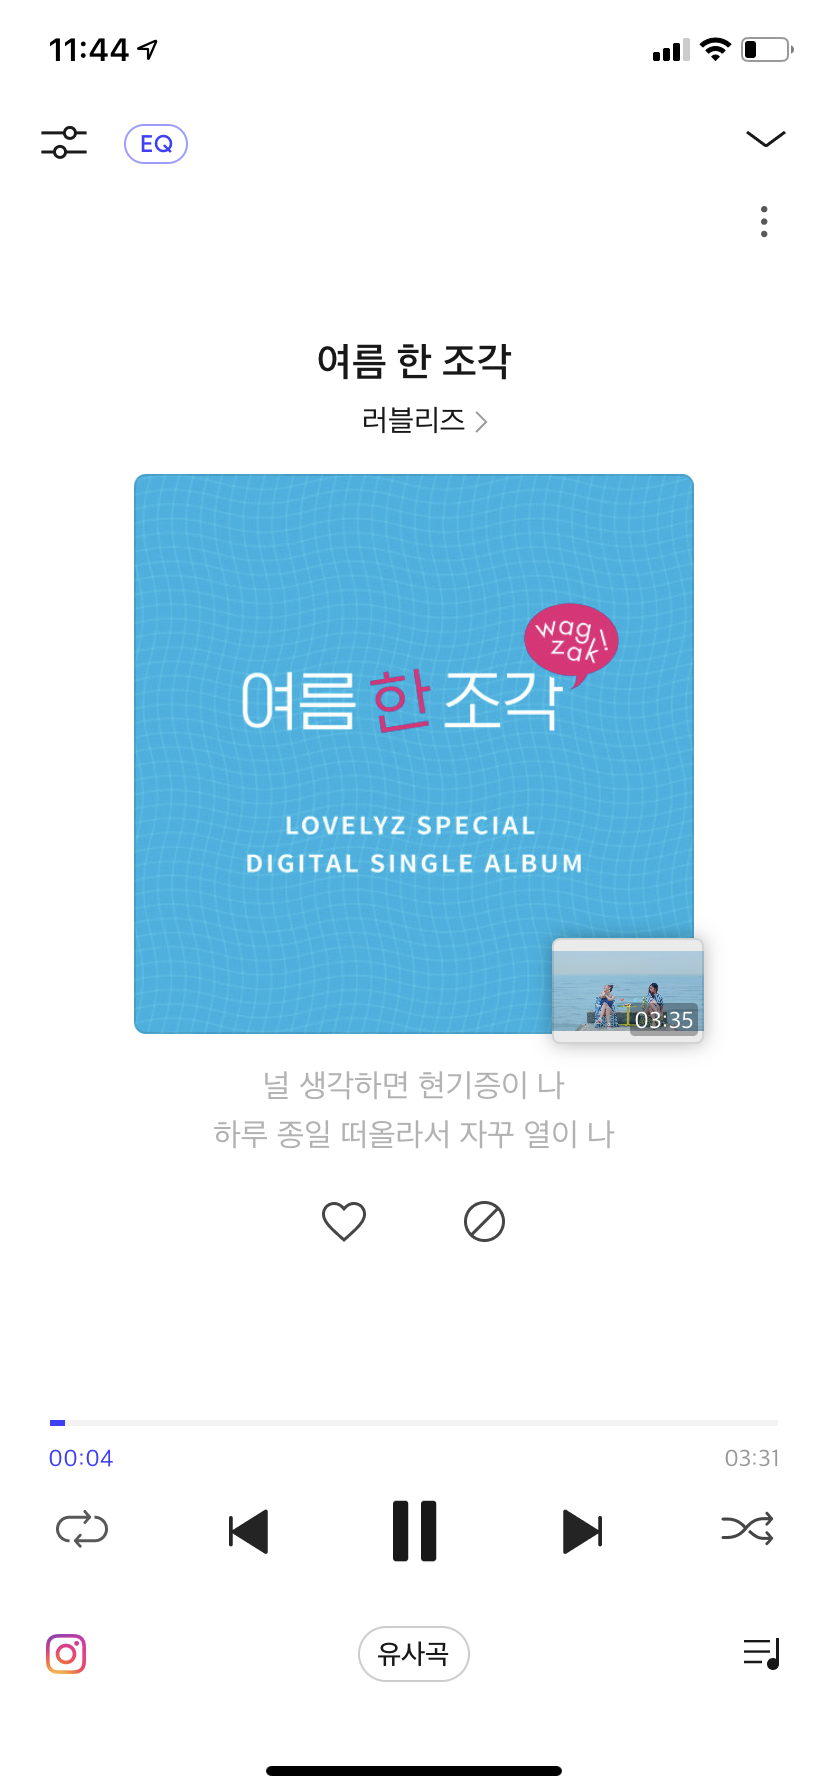 11:44
EQ
여름 한 조각
러블리즈
wag
zak!
여름 한 조각
LOVELYZ SPECIAL
DIGITAL SINGLE ALBUM
03:35
널 생각하면 현기증이 나
하루 종일 떠올라서 자꾸 열이 나
00:04
03:31
유사곡